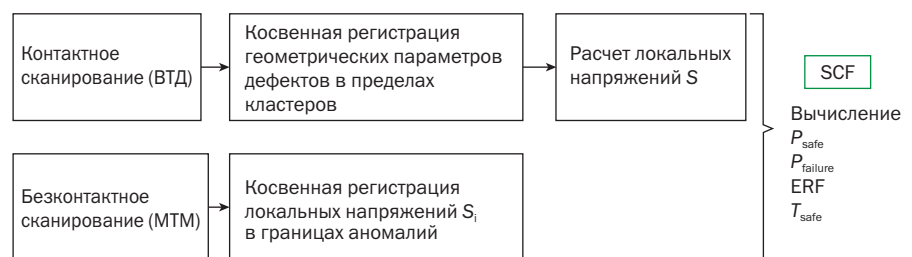 Контактное
сканирование (ВТД)
Косвенная регистрация
геометрических параметров
дефектов в пределах
кластеров
Расчет локальных
напряжений S
Безконтактное
сканирование (МТМ)
Косвенная регистрация
локальных напряжений Si
в границах аномалий
SCF
Вычисление
Psafe
Pfailure
ERF
Tsafe